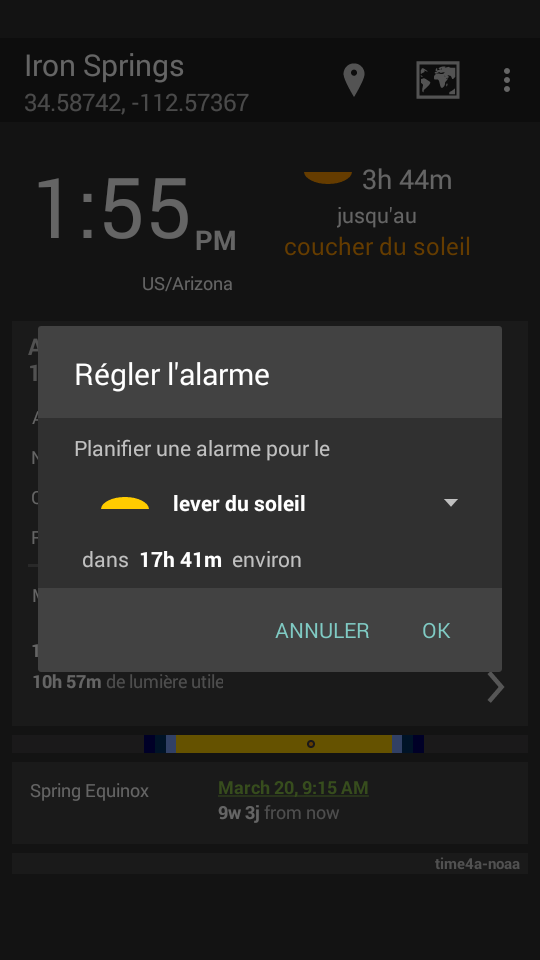 Iron Springs
34.58742, -112.57367
1:55 PM
US/Arizona
3h 44m
jusqu'au
coucher du soleil
Régler l'alarme
Planifier une alarme pour le
lever du soleil
dans 17h 41m environ
ANNULER OK
10h 57m de lumière utile
Spring Equinox
March 20, 9:15 AM
9w 3j from now
time4a-noaa